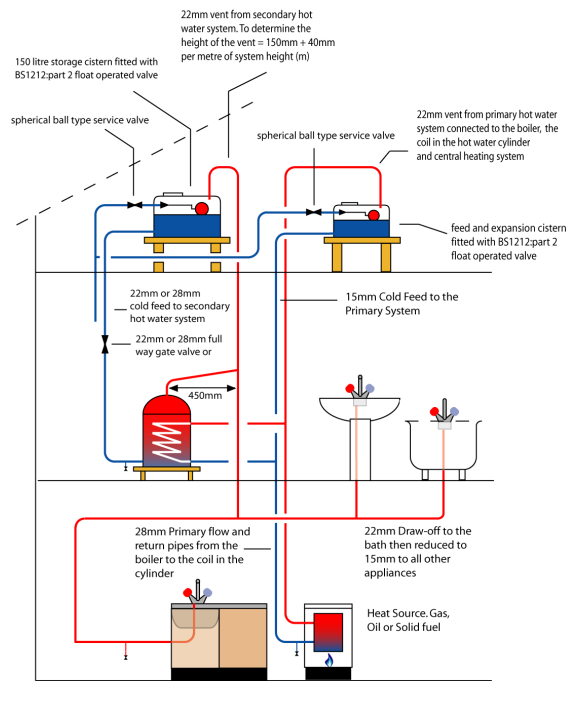 22mm vent from secondary hot
water system. To determine the
height of the vent = 150mm + 40mm
per metre of system height (m)
150 litre storage cistern fitted with
BS1212:part 2 float operated valve
spherical ball type service valve
spherical ball type service valve
22mm vent from primary hot water
system connected to the boiler, the
coil in the hot water cylinder
and central heating system
feed and expansion cistern
fitted with BS1212:part 2
float operated valve
22mm or 28mm
cold feed to secondary
hot water system
15mm Cold Feed to the
Primary System
22mm or 28mm full
way gate valve or
450mm
28mm Primary flow and
return pipes from the
boiler to the coil in the
cylinder
22mm Draw-off to the
bath then reduced to
15mm to all other
appliances
Heat Source. Gas,
Oil or Solid fuel